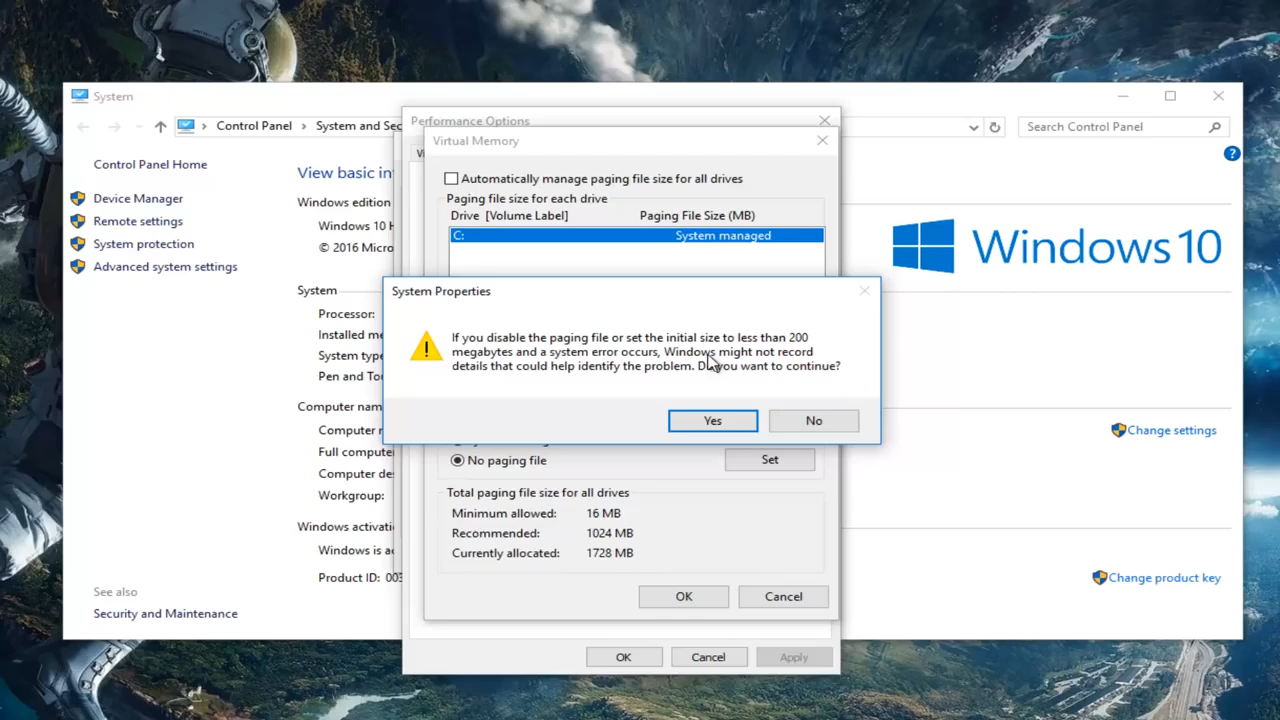 System
Performance Options
Control Panel
System and Sec
Search Control Panel
Virtual Memory
Control Panel Home
Device Manager
Remote settings
System protection
Advanced system settings
See also
Security and Maintenance
View basic in
Windows edition
Windows 10 H
© 2016 Micro
System
Processor:
Installed me
System type
Pen and Tou
Computer nam
Computer n
Full compute
Computer des
Workgroup:
Windows activati
Windows is a
Product ID: 003
Automatically manage paging file size for all drives
Paging file size for each drive
Drive [Volume Label] Paging File Size (MB)
C: System managed
System Properties
If you disable the paging file or set the initial size to less than 200
megabytes and a system error occurs, Windows might not record
details that could help identify the problem. Do you want to continue?
Yes No
No paging file Set
Total paging file size for all drives
Minimum allowed: 16 MB
Recommended: 1024 MB
Currently allocated: 1728 MB
OK Cancel
OK Cancel Apply
Windows 10
Change settings
Change product key